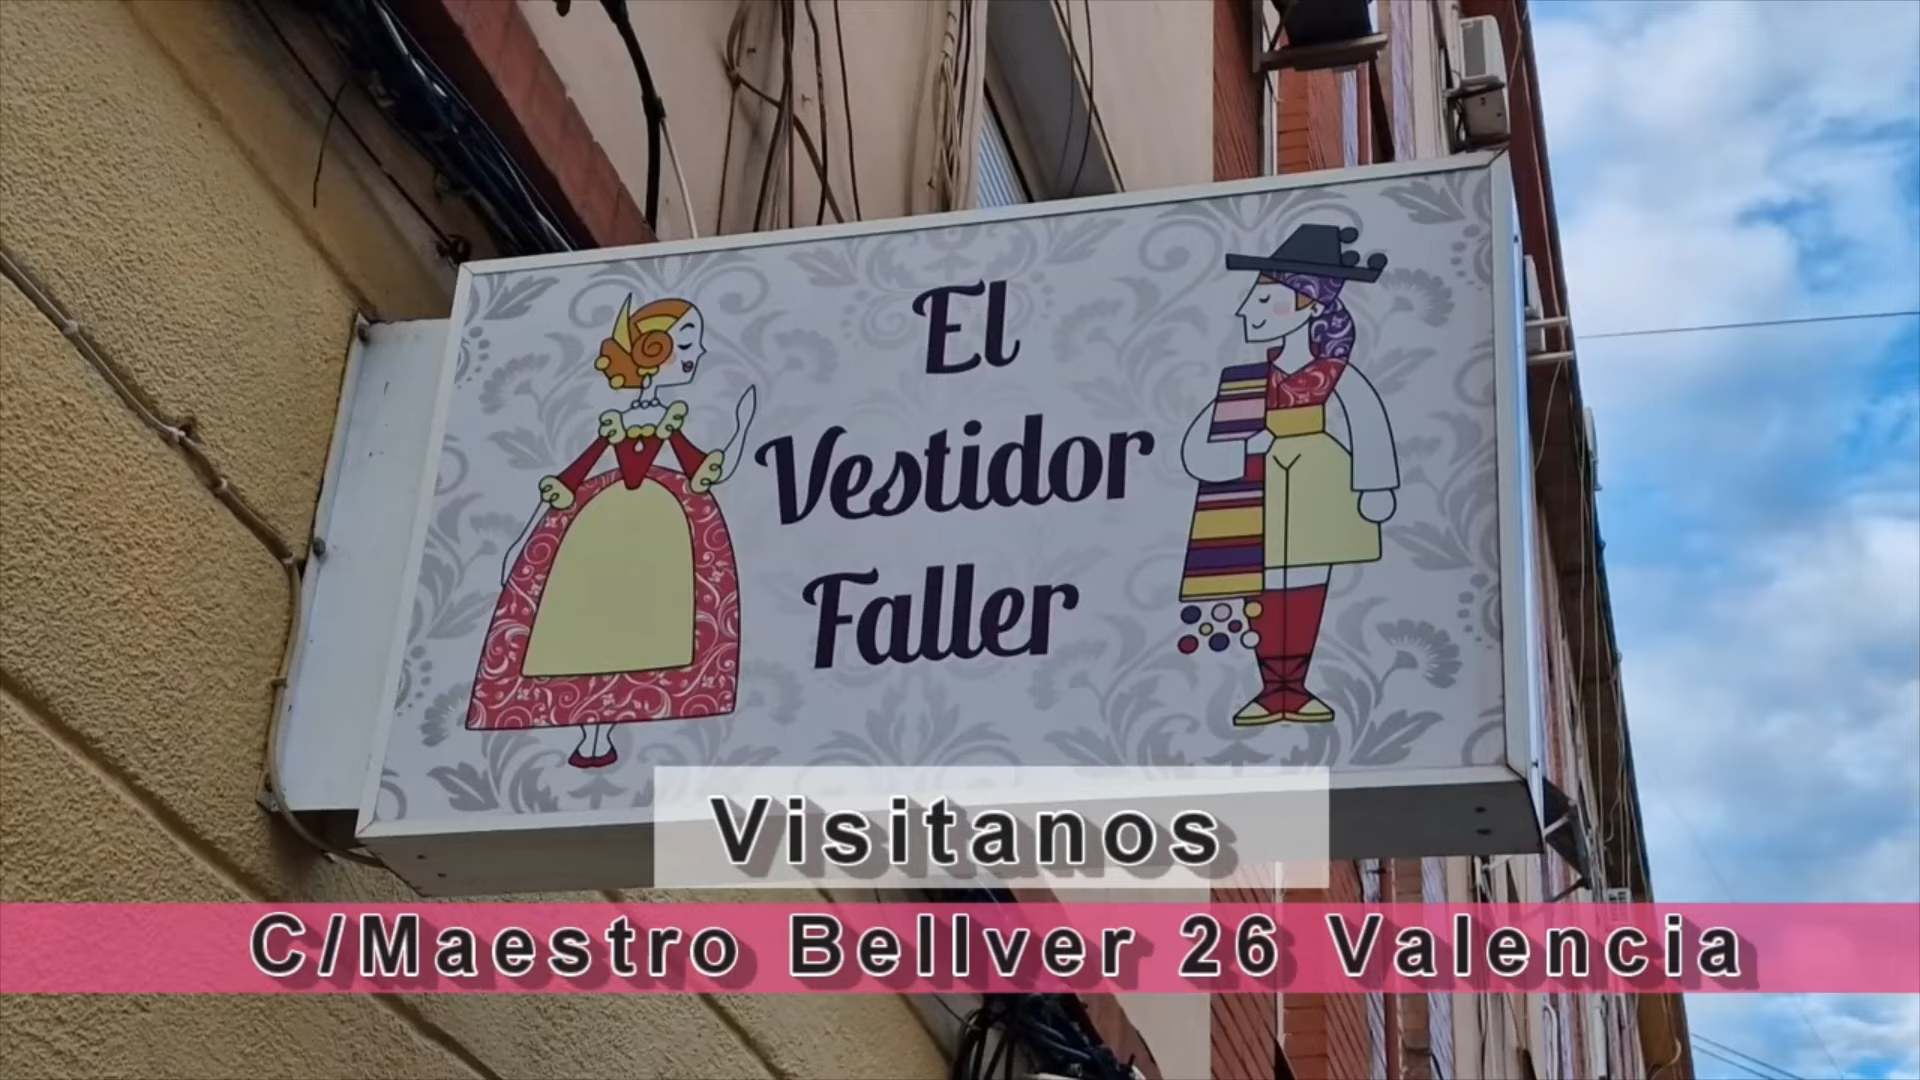 El
Vestidor
Faller
Visitanos
C/Maestro Bellver 26 Valencia